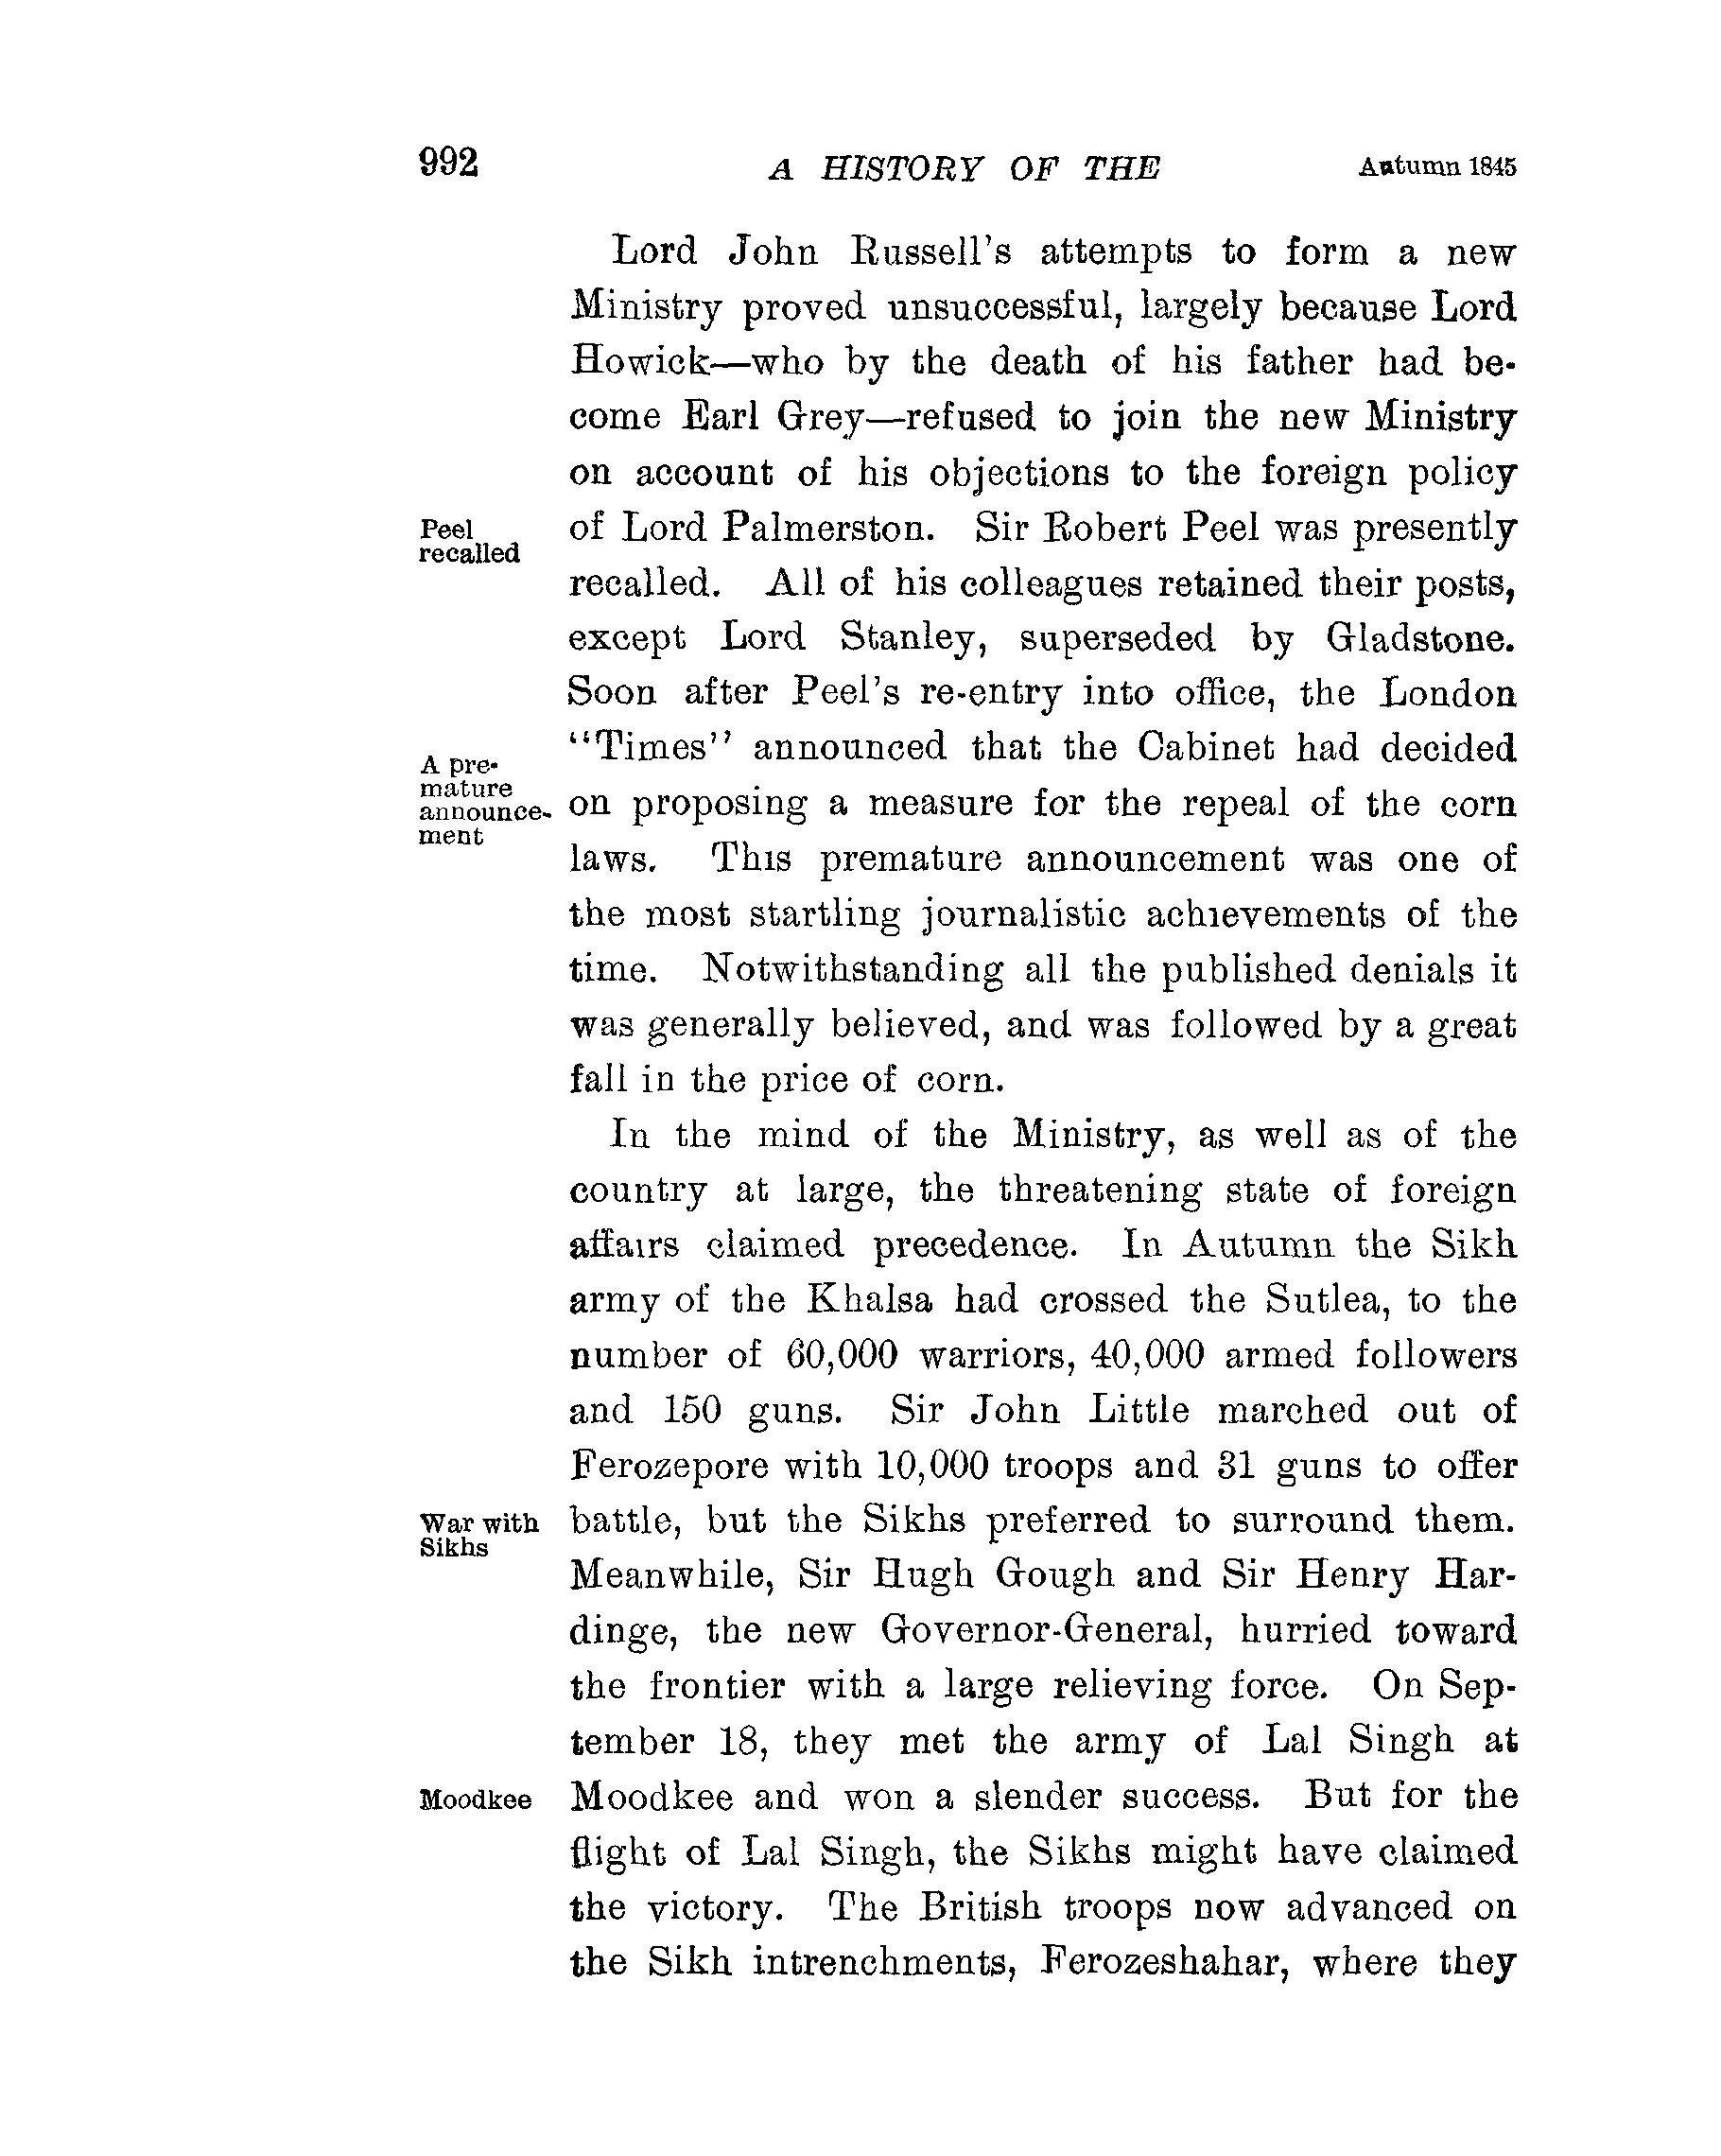 992 A HISTORY OF THE Autumn 1845
Lord John Russell's attempts to form a new
Ministry proved unsuccessful, largely because Lord
Howick—who by the death of his father had be-
come Earl Grey—refused to join the new Ministry
on account of his objections to the foreign policy
Peel
recalled
of Lord Palmerston. Sir Robert Peel was presently
recalled. All of his colleagues retained their posts,
except Lord Stanley, superseded by Gladstone.
Soon after Peel's re-entry into office, the London
A pre-
mature
announce-
ment
"Times" announced that the Cabinet had decided
on proposing a measure for the repeal of the corn
laws. This premature announcement was one of
the most startling journalistic achievements of the
time. Notwithstanding all the published denials it
was generally believed, and was followed by a great
fall in the price of corn.
In the mind of the Ministry, as well as of the
country at large, the threatening state of foreign
affairs claimed precedence. In Autumn the Sikh
army of the Khalsa had crossed the Sutlea, to the
number of 60,000 warriors, 40,000 armed followers
and 150 guns. Sir John Little marched out of
Ferozepore with 10,000 troops and 31 guns to offer
War with
Sikhs
battle, but the Sikhs preferred to surround them.
Meanwhile, Sir Hugh Gough and Sir Henry Har-
dinge, the new Governor-General, hurried toward
the frontier with a large relieving force. On Sep-
tember 18, they met the army of Lal Singh at
Moodkee
Moodkee and won a slender success. But for the
flight of Lal Singh, the Sikhs might have claimed
the victory. The British troops now advanced on
the Sikh intrenchments, Ferozeshahar, where they